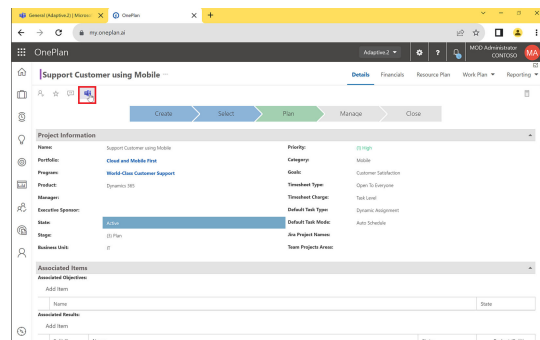 General (Adaptive.2) | Microsof
OnePlan
my.oneplan.ai
OnePlan
Adaptive.2
?
MOD Administrator
CONTOSO
MA
Support Customer using Mobile
Details Financials Resource Plan Work Plan Reporting
Create Select Plan Manage Close
Project Information
Name: Support Customer using Mobile Priority: (1) High
Portfolio: Cloud and Mobile First Category: Mobile
Program: World-Class Customer Support Goals: Customer Satisfaction
Product: Dynamics 365 Timesheet Type: Open To Everyone
Manager: Timesheet Charge: Task Level
Executive Sponsor: Default Task Type: Dynamic Assignment
State: Active Default Task Mode: Auto Schedule
Stage: (3) Plan Jira Project Names:
Business Unit: IT Team Projects Areas:
Associated Items
Associated Objectives:
Add Item
Name State
Associated Results:
Add Item